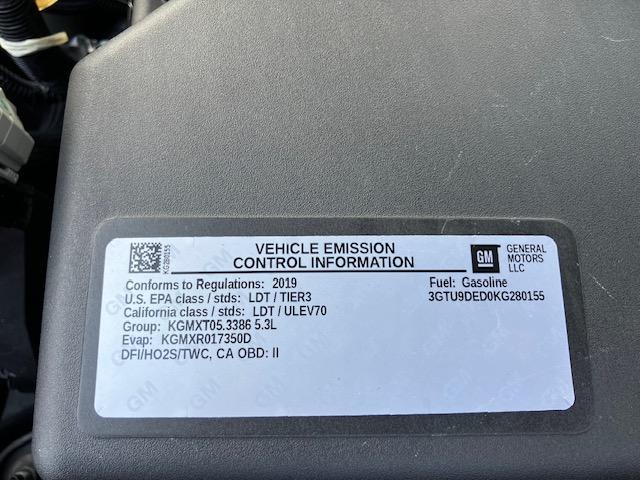 KG280155
VEHICLE EMISSION
CONTROL INFORMATION
GM
GENERAL
MOTORS
LLC
Conforms to Regulations: 2019
U.S. EPA class / stds: LDT / TIER3
California class / stds: LDT / ULEV70
Group: KGMXT05.3386 5.3L
Evap: KGMXR017350D
DFI/HO2S/TWC, CA OBD: II
Fuel: Gasoline
3GTU9DED0KG280155